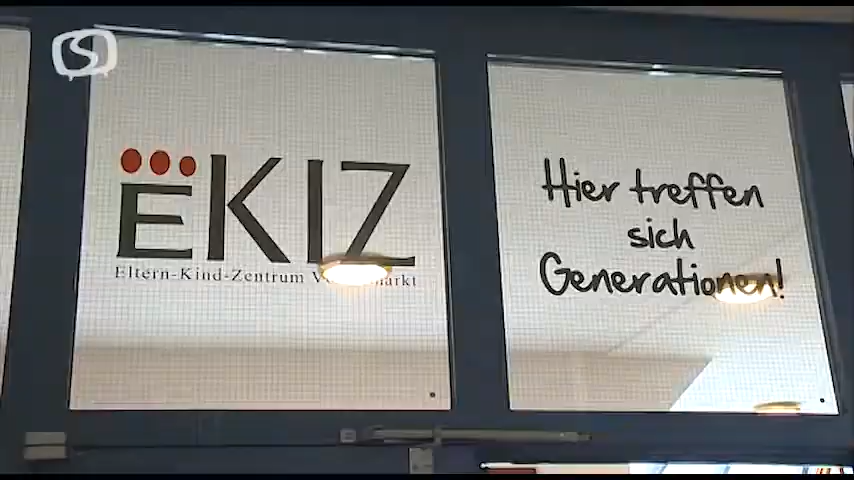 S
EKIZ
Eltern-Kind-Zentrum
Hier treffen
sich
Generationen!